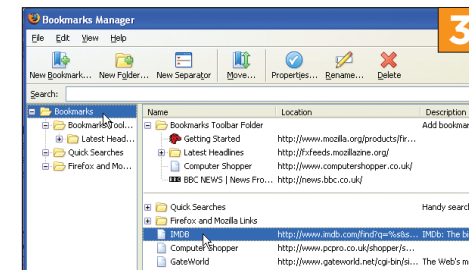 Bookmarks Manager
3
File Edit View Help
New Bookmark... New Folder... New Separator Move... Properties... Rename... Delete
Search:
Bookmarks
Bookmarks Tool...
Latest Head...
Quick Searches
Firefox and Mo...
Name Location Description
Bookmarks Toolbar Folder Add bookmar
Getting Started http://www.mozilla.org/products/fir...
Latest Headlines http://fxfeeds.mozillazine.org/
Computer Shopper http://www.computershopper.co.uk/
BBC NEWS | News Fro... http://news.bbc.co.uk/
Quick Searches Handy search
Firefox and Mozilla Links
IMDB http://www.imdb.com/find?q=%s&s... IMDb: The bi
Computer Shopper http://www.pcpro.co.uk/shopper/s...
GateWorld http://www.gateworld.net/cgi-bin/si... The Web's m